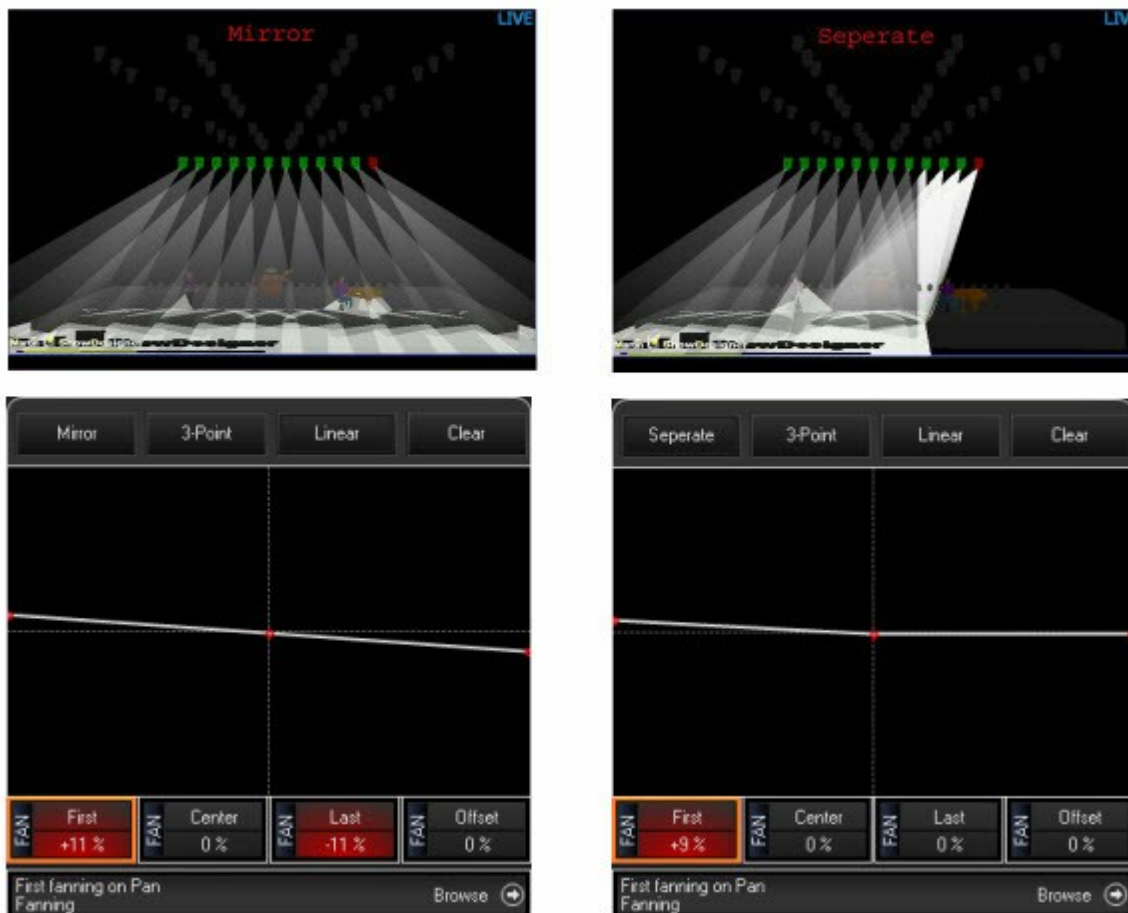 LIVE
Mirror
LIV
Seperate
Mirror 3-Point Linear Clear
FAN First +11 % FAN Center 0 % FAN Last -11 % FAN Offset 0 %
First fanning on Pan Browse
Fanning
Seperate 3-Point Linear Clear
FAN First +9 % FAN Center 0 % FAN Last 0 % FAN Offset 0 %
First fanning on Pan Browse
Fanning